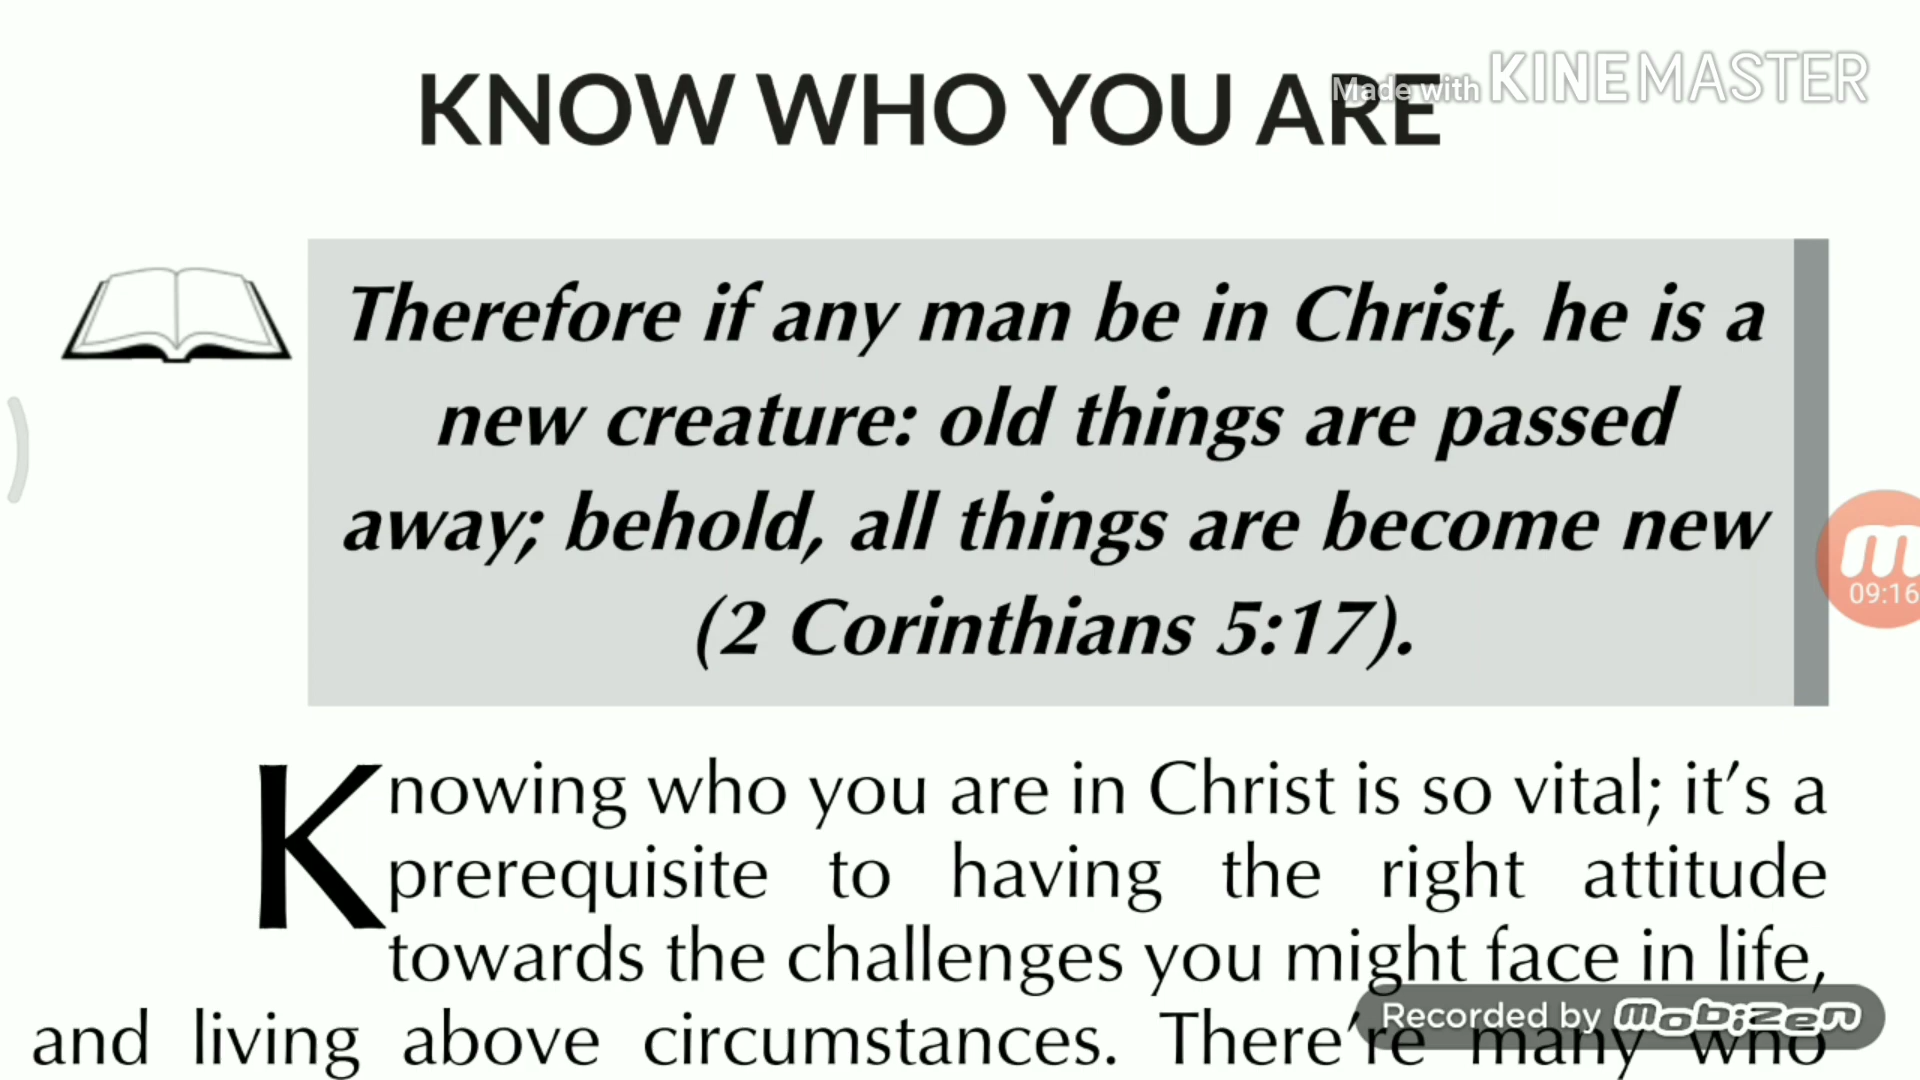 KNOW WHO YOU ARE
Made with KINEMASTER
Therefore if any man be in Christ, he is a
new creature: old things are passed
away; behold, all things are become new
(2 Corinthians 5:17).
m
09:16
Knowing who you are in Christ is so vital; it's a
prerequisite to having the right attitude
towards the challenges you might face in life,
Recorded by mobizen
and living above circumstances. There're many who